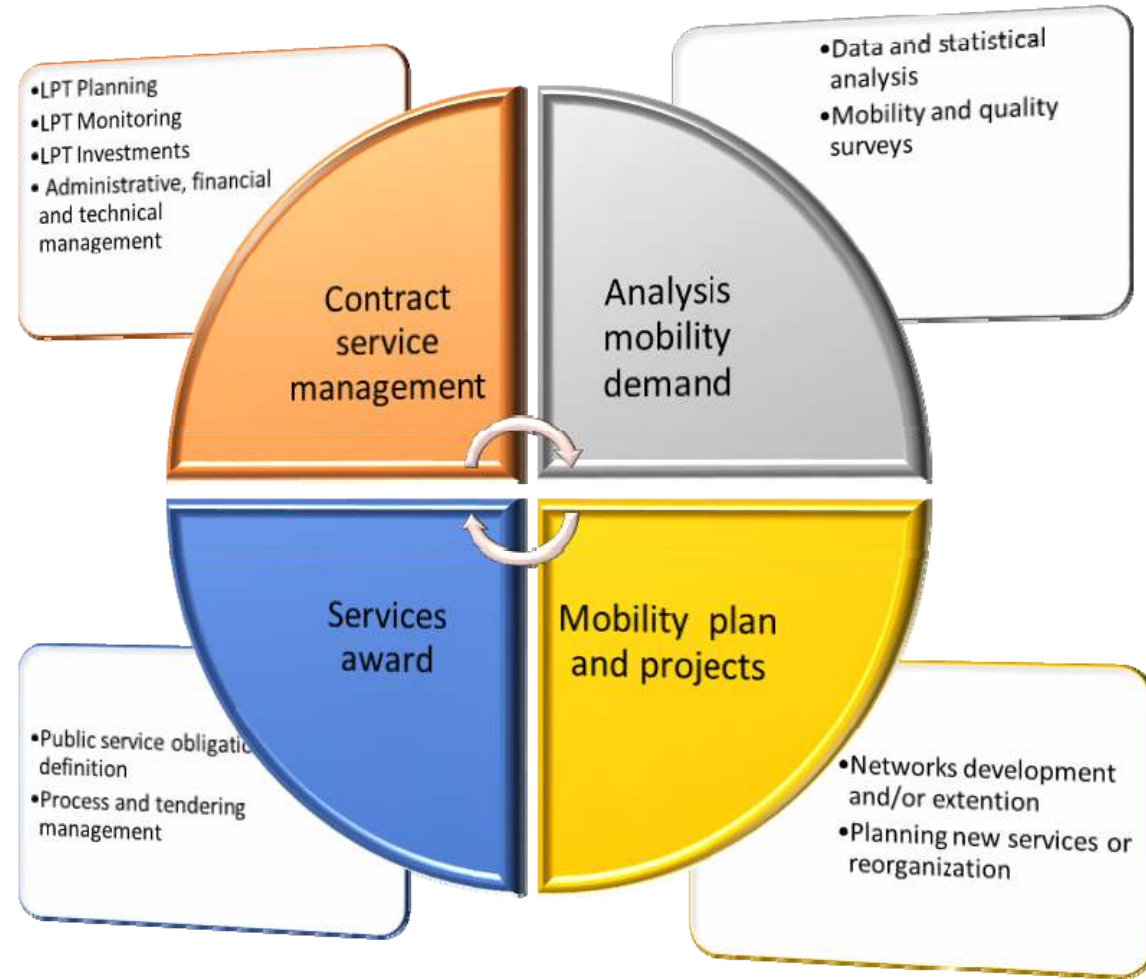 •LPT Planning
•LPT Monitoring
•LPT Investments
• Administrative, financial
and technical
management
•Data and statistical
analysis
•Mobility and quality
surveys
Contract
service
management
Analysis
mobility
demand
Services
award
Mobility plan
and projects
•Public service
definition
•Process and tendering
management
•Networks development
and/or extention
•Planning new services or
reorganization